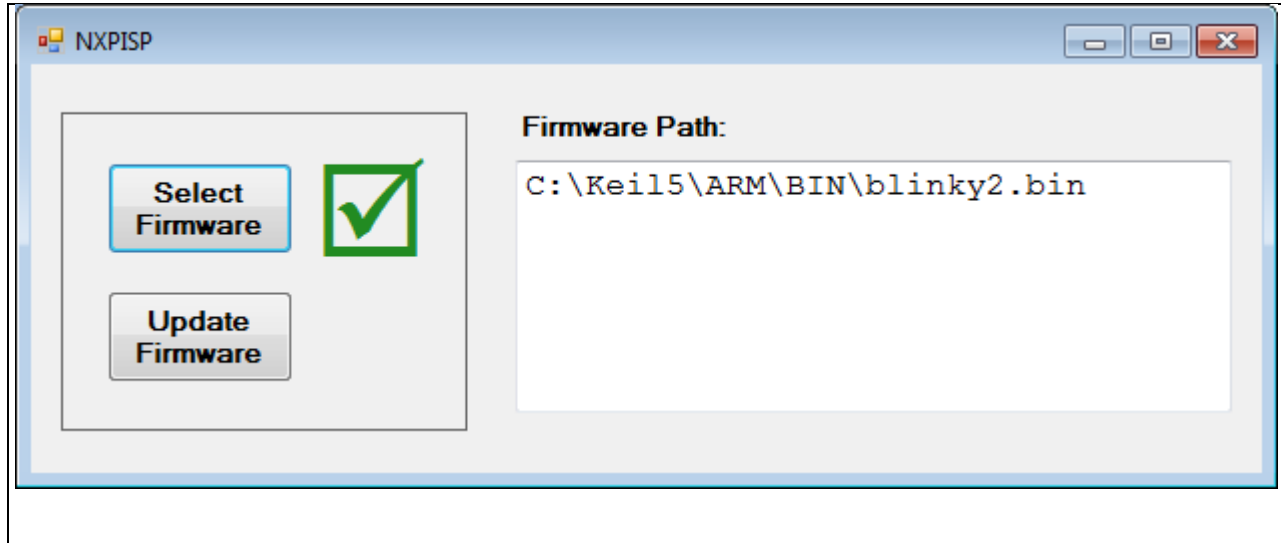 NXPISP
Select
Firmware
Update
Firmware
Firmware Path:
C:\Keil5\ARM\BIN\blinky2.bin